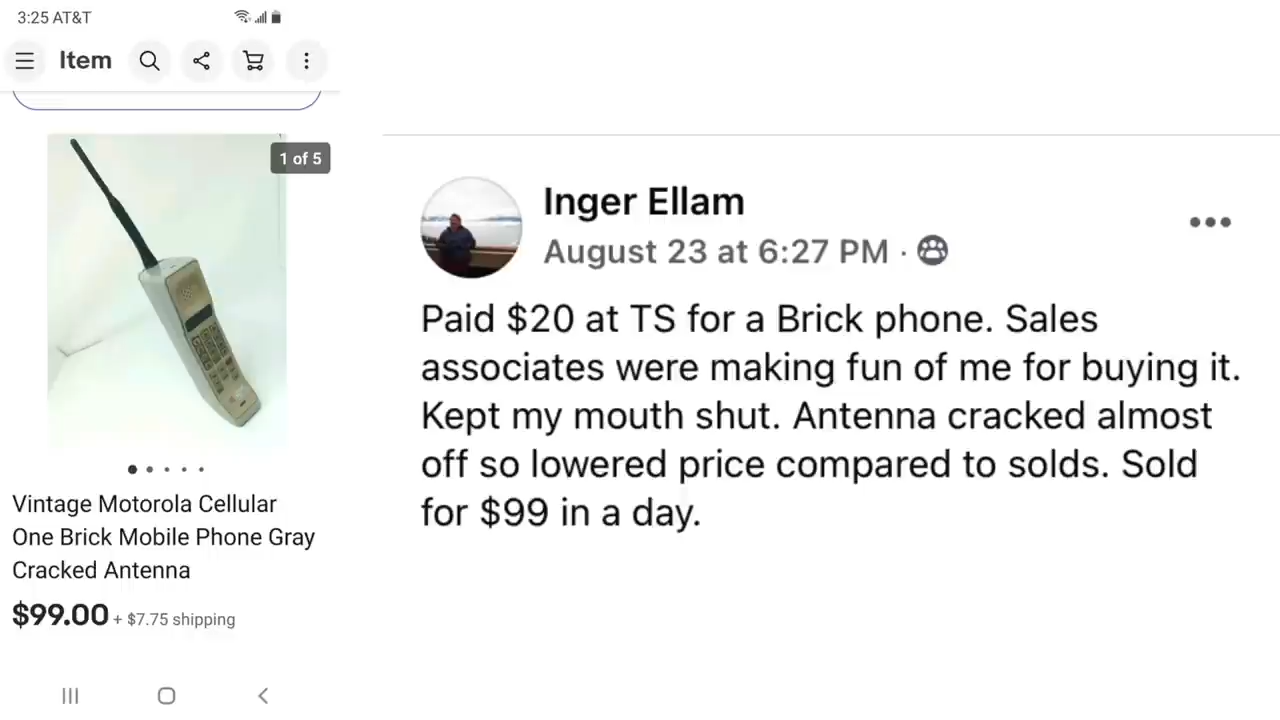 3:25 AT&T
Item
1 of 5
Vintage Motorola Cellular
One Brick Mobile Phone Gray
Cracked Antenna
$99.00 + $7.75 shipping
Inger Ellam
August 23 at 6:27 PM ·
Paid $20 at TS for a Brick phone. Sales
associates were making fun of me for buying it.
Kept my mouth shut. Antenna cracked almost
off so lowered price compared to solds. Sold
for $99 in a day.